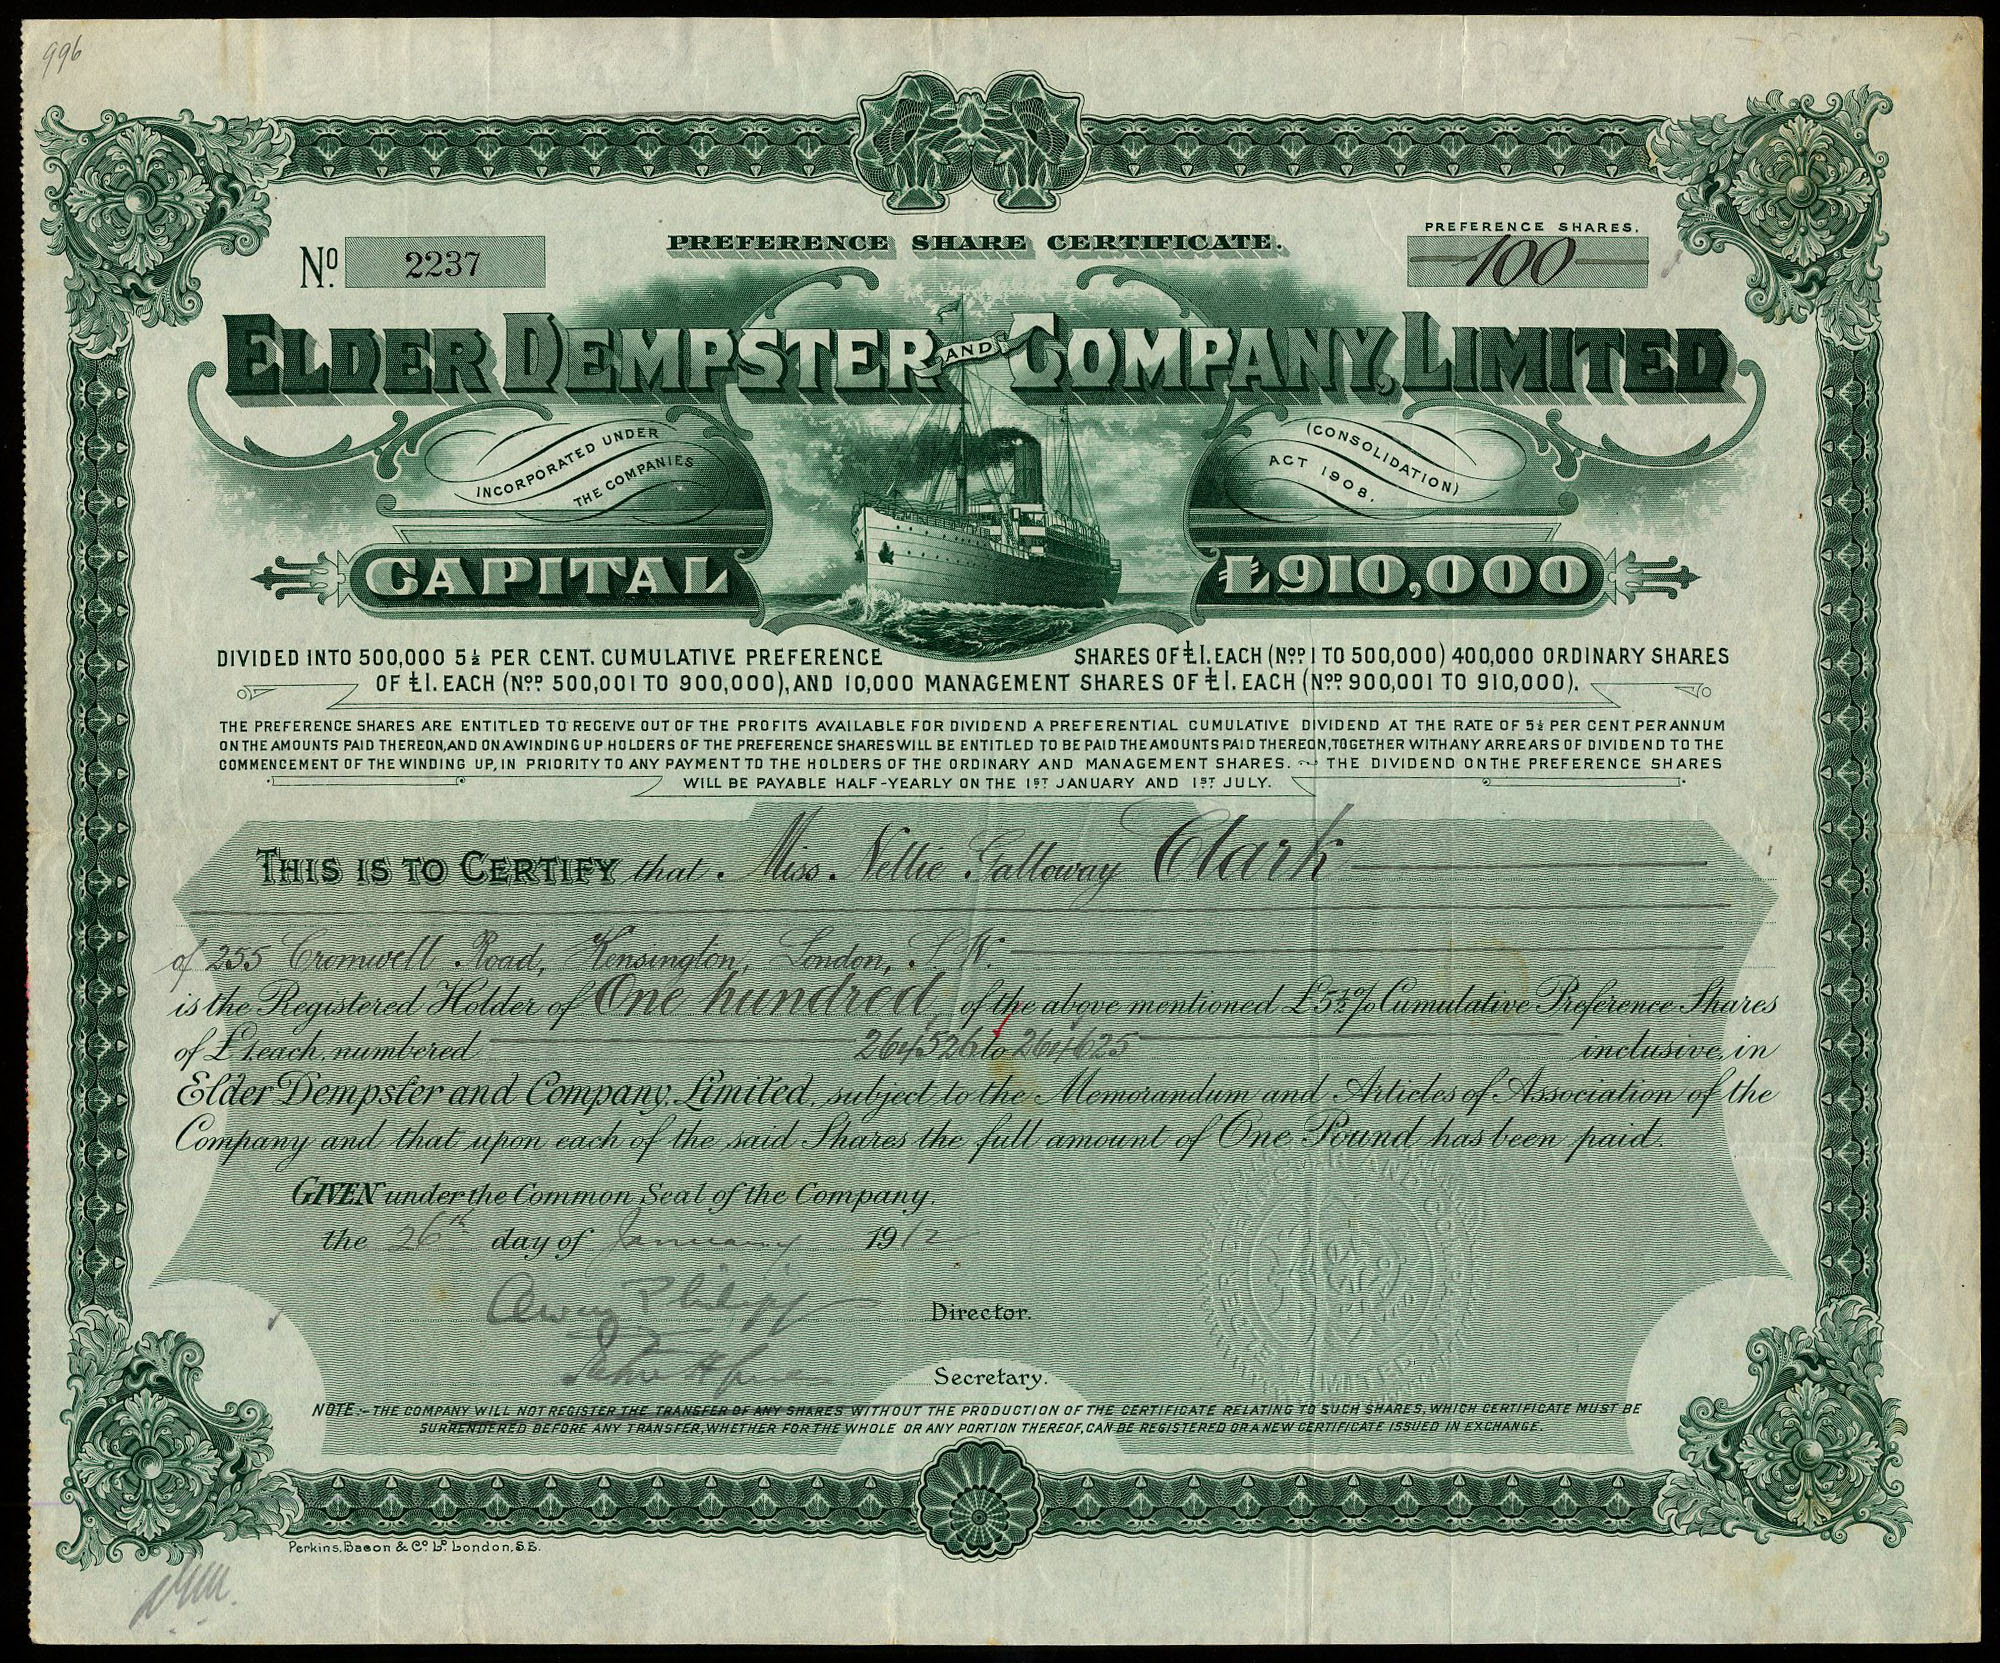 996
PREFERENCE SHARE CERTIFICATE.
PREFERENCE SHARES.
No. 2237
100
ELDER DEMPSTER AND COMPANY, LIMITED
INCORPORATED UNDER THE COMPANIES
(CONSOLIDATION) ACT 1908.
CAPITAL £910,000
DIVIDED INTO 500,000 5½ PER CENT. CUMULATIVE PREFERENCE SHARES OF £1. EACH (Nos. 1 TO 500,000) 400,000 ORDINARY SHARES
OF £1. EACH (Nos. 500,001 TO 900,000), AND 10,000 MANAGEMENT SHARES OF £1. EACH (Nos. 900,001 TO 910,000).
THE PREFERENCE SHARES ARE ENTITLED TO RECEIVE OUT OF THE PROFITS AVAILABLE FOR DIVIDEND A PREFERENTIAL CUMULATIVE DIVIDEND AT THE RATE OF 5½ PER CENT PER ANNUM
ON THE AMOUNTS PAID THEREON, AND ON A WINDING UP HOLDERS OF THE PREFERENCE SHARES WILL BE ENTITLED TO BE PAID THE AMOUNTS PAID THEREON, TOGETHER WITH ANY ARREARS OF DIVIDEND TO THE
COMMENCEMENT OF THE WINDING UP, IN PRIORITY TO ANY PAYMENT TO THE HOLDERS OF THE ORDINARY AND MANAGEMENT SHARES. ~ THE DIVIDEND ON THE PREFERENCE SHARES
WILL BE PAYABLE HALF-YEARLY ON THE 1ST JANUARY AND 1ST JULY.
THIS IS TO CERTIFY that Miss Nellie Galloway Clark
of 255 Cromwell Road, Kensington, London, S.W.
is the Registered Holder of One hundred of the above mentioned £5½% Cumulative Preference Shares
of £1. each, numbered 264526 to 264625 inclusive, in
Elder Dempster and Company, Limited, subject to the Memorandum and Articles of Association of the
Company and that upon each of the said Shares the full amount of One Pound has been paid.
GIVEN under the Common Seal of the Company,
the 26th day of January 1912
Owen Philipps Director.
Secretary.
NOTE:- THE COMPANY WILL NOT REGISTER THE TRANSFER OF ANY SHARES WITHOUT THE PRODUCTION OF THE CERTIFICATE RELATING TO SUCH SHARES, WHICH CERTIFICATE MUST BE
SURRENDERED BEFORE ANY TRANSFER, WHETHER FOR THE WHOLE OR ANY PORTION THEREOF, CAN BE REGISTERED OR A NEW CERTIFICATE ISSUED IN EXCHANGE.
Perkins, Bacon & Co. Ld. London, S.E.